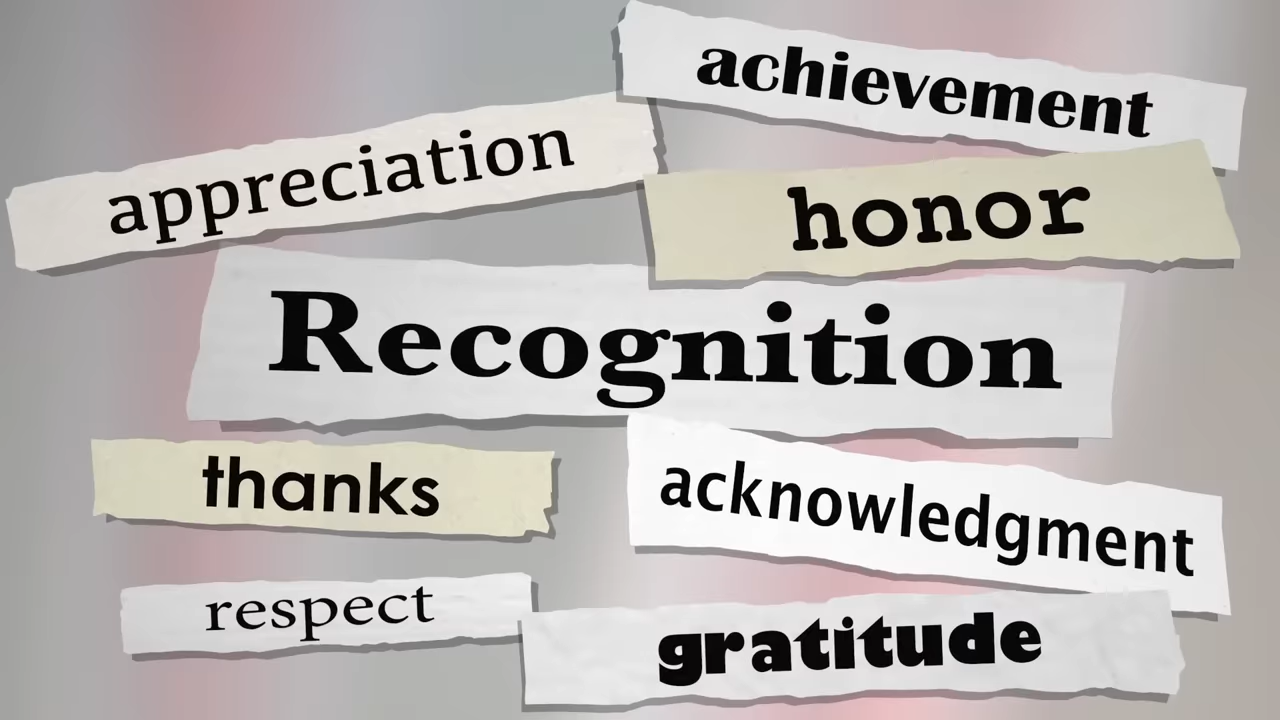 achievement
appreciation
honor
Recognition
thanks
acknowledgment
respect
gratitude